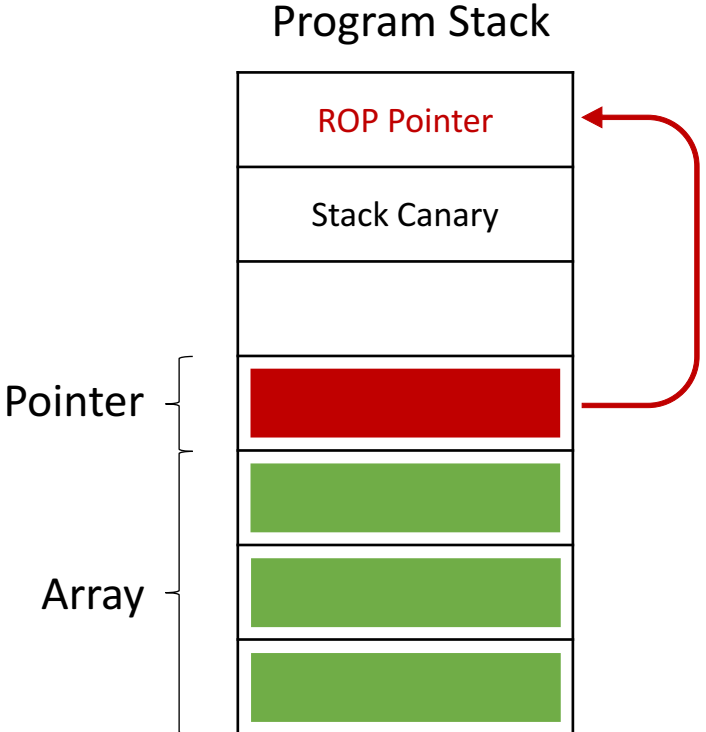 Program Stack
ROP Pointer
Stack Canary
Pointer
Array